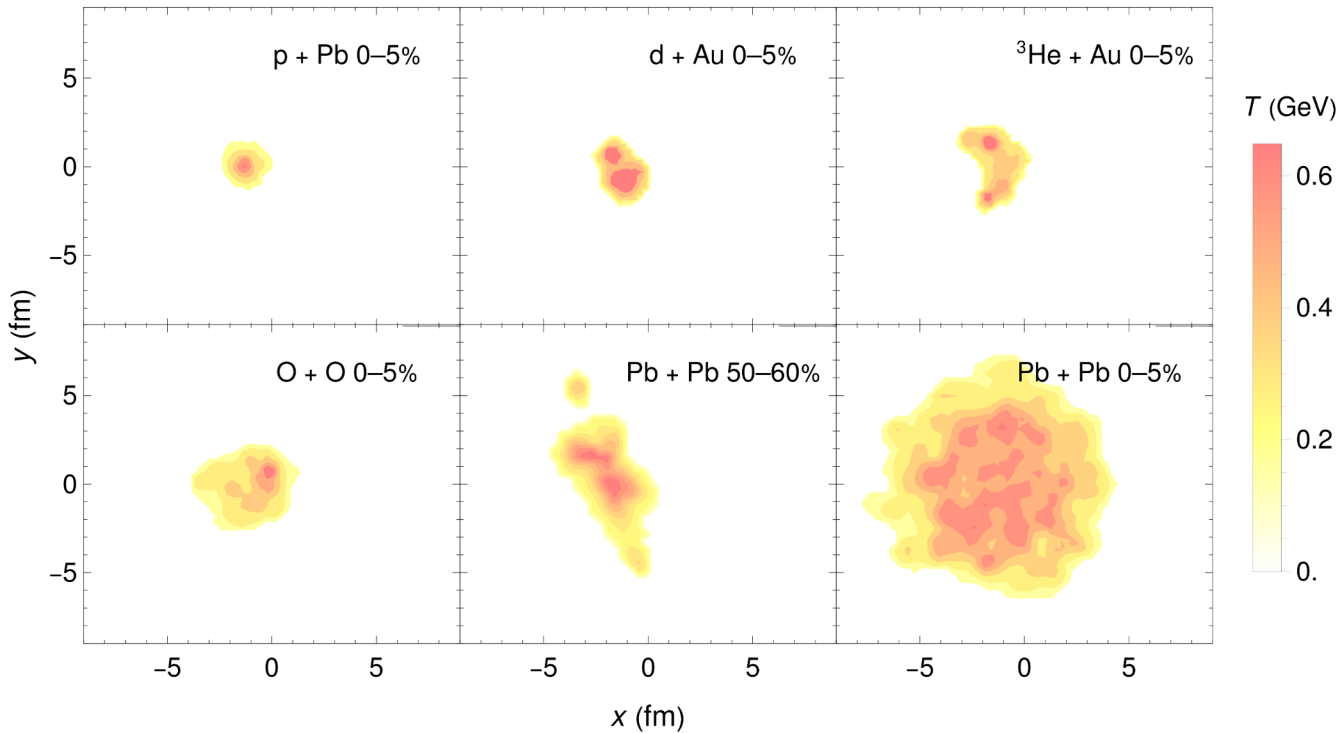 p + Pb 0–5%
d + Au 0–5%
³He + Au 0–5%
5
0
−5
y (fm)
O + O 0–5%
Pb + Pb 50–60%
Pb + Pb 0–5%
5
0
−5
−5 0 5
−5 0 5
−5 0 5
x (fm)
T (GeV)
0.6
0.4
0.2
0.